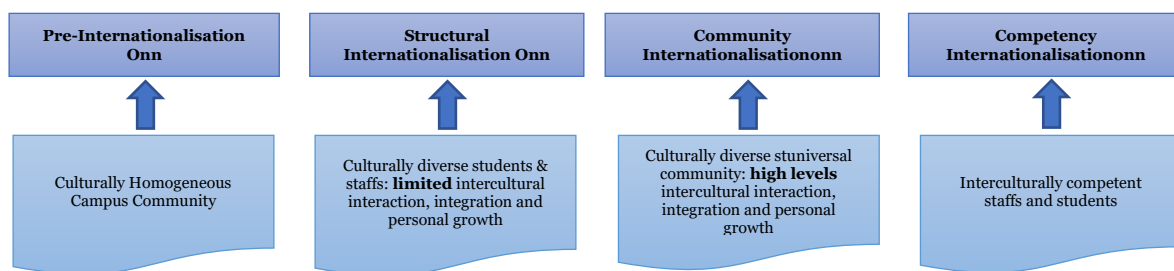 Pre-Internationalisation
Onn
Structural
Internationalisation Onn
Community
Internationalisationonn
Competency
Internationalisationonn
Culturally Homogeneous
Campus Community
Culturally diverse students &
staffs: limited intercultural
interaction, integration and
personal growth
Culturally diverse stuniversal
community: high levels
intercultural interaction,
integration and personal
growth
Interculturally competent
staffs and students